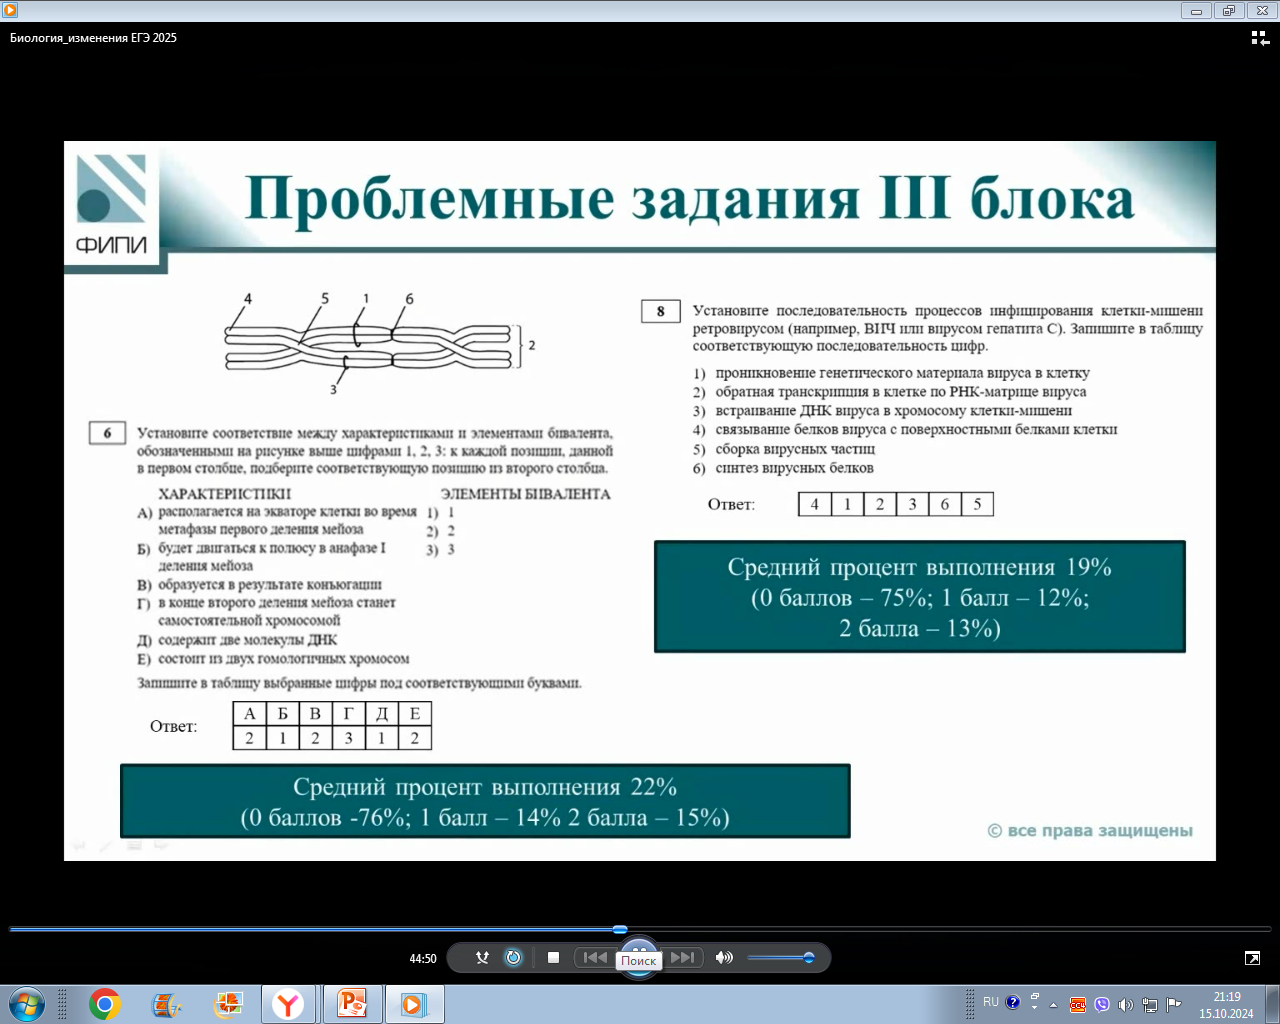 Биология_изменения ЕГЭ 2025
ФИПИ
Проблемные задания III блока
4 5 1 6
2
3
6
Установите соответствие между характеристиками и элементами бивалента,
обозначенными на рисунке выше цифрами 1, 2, 3: к каждой позиции, данной
в первом столбце, подберите соответствующую позицию из второго столбца.
ХАРАКТЕРИСТИКИ ЭЛЕМЕНТЫ БИВАЛЕНТА
А) располагается на экваторе клетки во время 1) 1
метафазы первого деления мейоза 2) 2
Б) будет двигаться к полюсу в анафазе I 3) 3
деления мейоза
В) образуется в результате конъюгации
Г) в конце второго деления мейоза станет
самостоятельной хромосомой
Д) содержит две молекулы ДНК
Е) состоит из двух гомологичных хромосом
Запишите в таблицу выбранные цифры под соответствующими буквами.
Ответ:
А Б В Г Д Е
2 1 2 3 1 2
Средний процент выполнения 22%
(0 баллов -76%; 1 балл – 14% 2 балла – 15%)
8
Установите последовательность процессов инфицирования клетки-мишени
ретровирусом (например, ВИЧ или вирусом гепатита С). Запишите в таблицу
соответствующую последовательность цифр.
1) проникновение генетического материала вируса в клетку
2) обратная транскрипция в клетке по РНК-матрице вируса
3) встраивание ДНК вируса в хромосому клетки-мишени
4) связывание белков вируса с поверхностными белками клетки
5) сборка вирусных частиц
6) синтез вирусных белков
Ответ: 4 1 2 3 6 5
Средний процент выполнения 19%
(0 баллов – 75%; 1 балл – 12%;
2 балла – 13%)
© все права защищены
44:50
Поиск
RU
21:19
15.10.2024